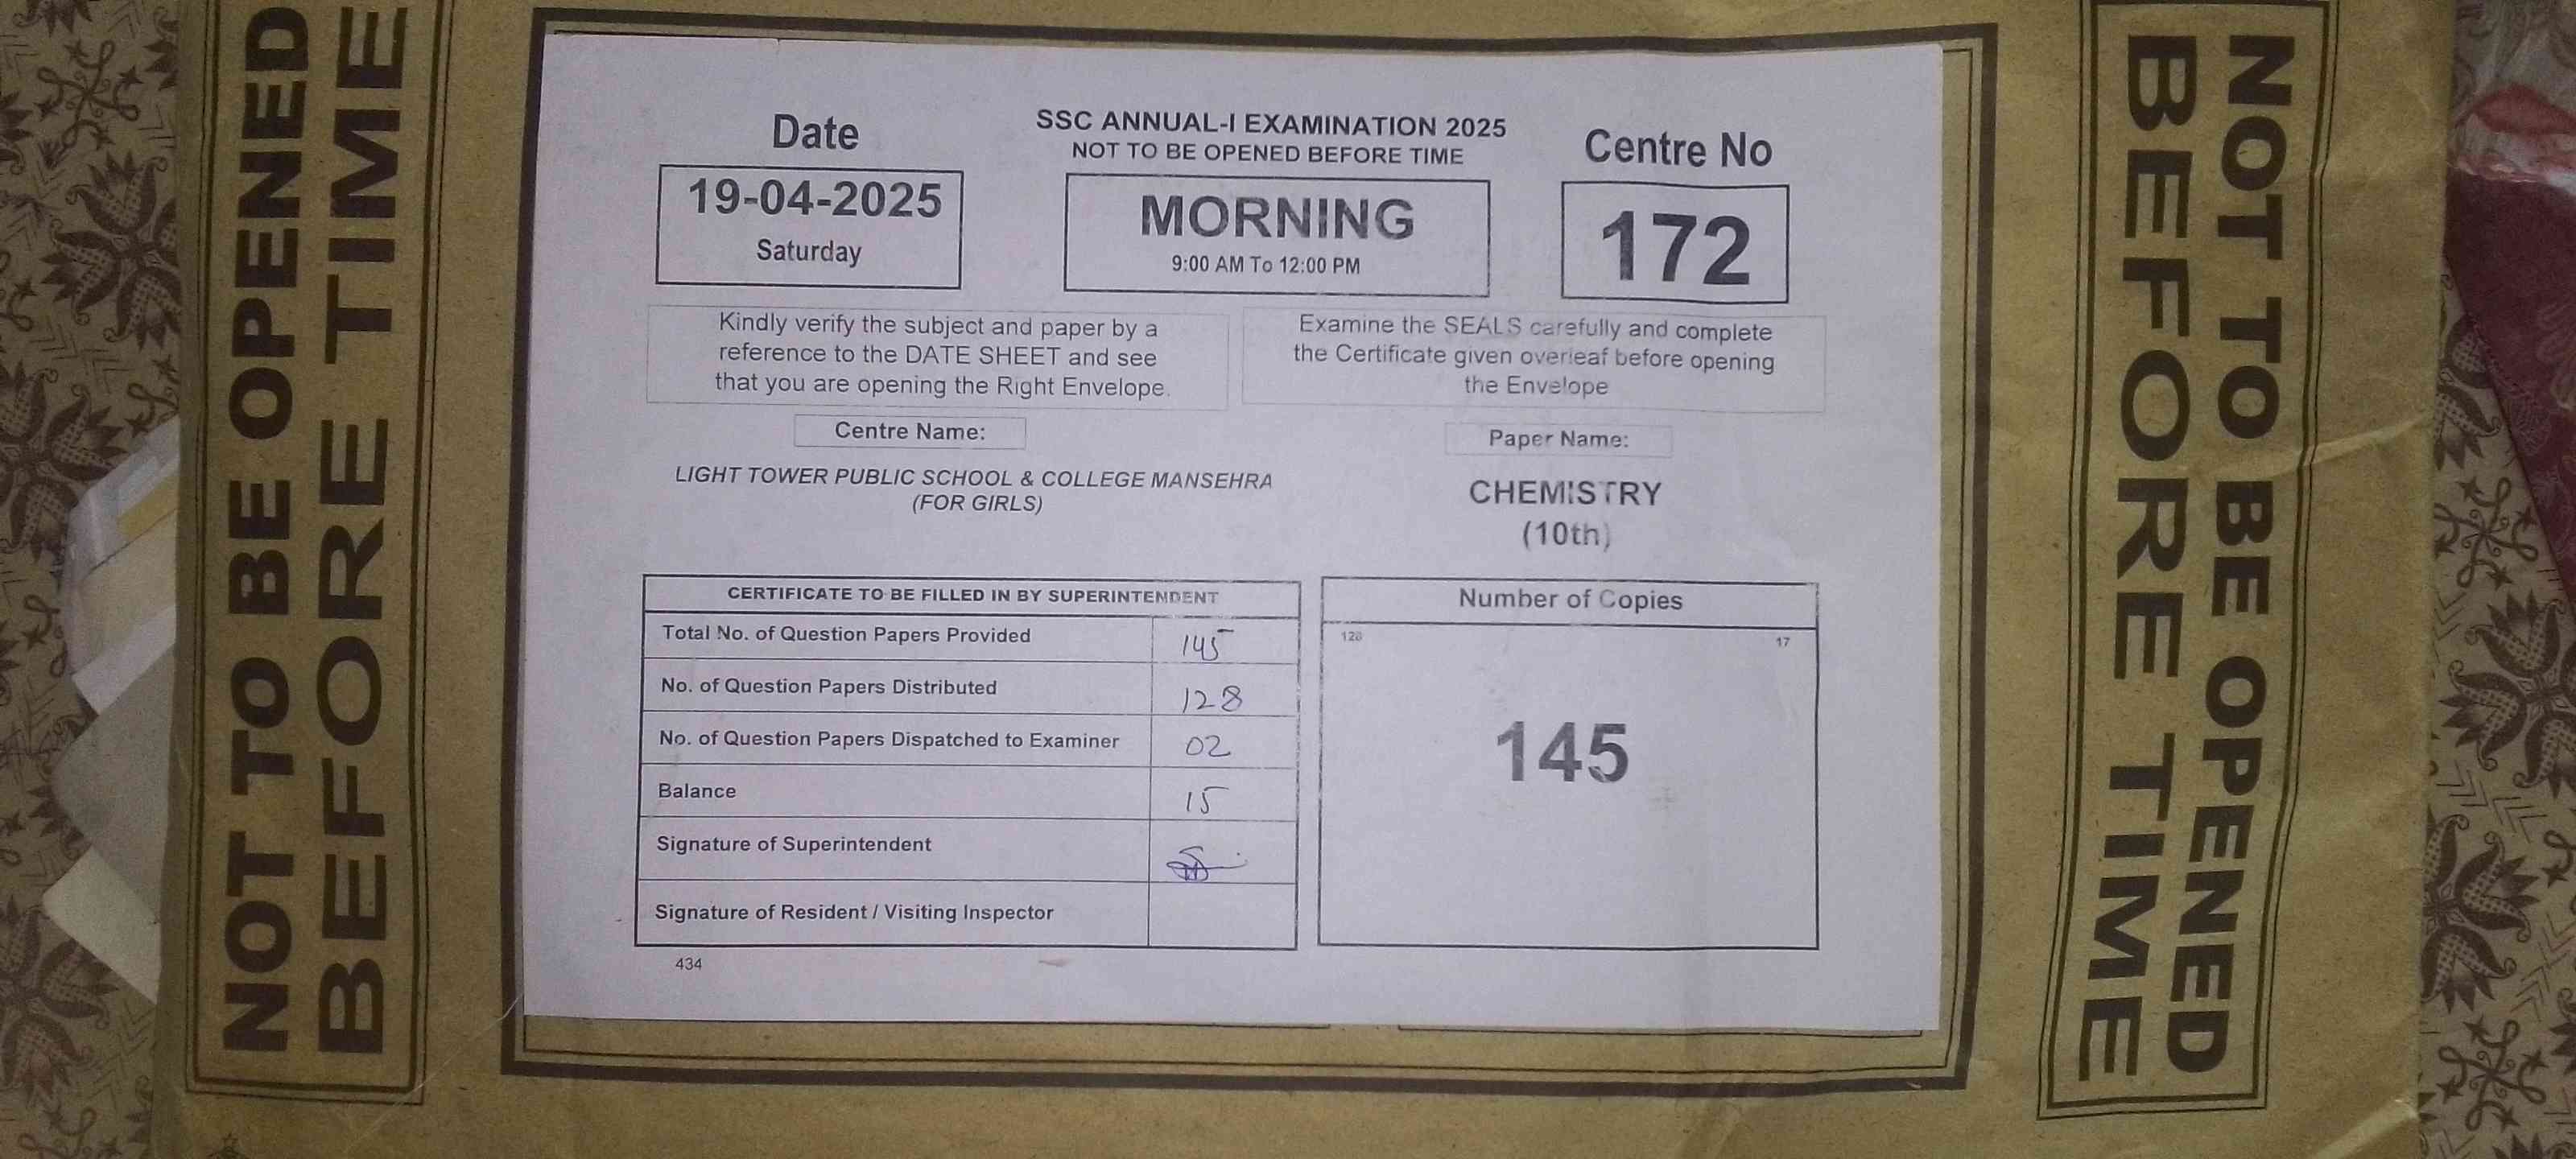 NOT TO BE OPENED
BEFORE TIME
Date
19-04-2025
Saturday
SSC ANNUAL-I EXAMINATION 2025
NOT TO BE OPENED BEFORE TIME
MORNING
9:00 AM To 12:00 PM
Centre No
172
Kindly verify the subject and paper by a
reference to the DATE SHEET and see
that you are opening the Right Envelope.
Examine the SEALS carefully and complete
the Certificate given overleaf before opening
the Envelope
Centre Name:
LIGHT TOWER PUBLIC SCHOOL & COLLEGE MANSEHRA
(FOR GIRLS)
Paper Name:
CHEMISTRY
(10th)
CERTIFICATE TO BE FILLED IN BY SUPERINTENDENT
Total No. of Question Papers Provided 145
No. of Question Papers Distributed 128
No. of Question Papers Dispatched to Examiner 02
Balance 15
Signature of Superintendent
Signature of Resident / Visiting Inspector
434
Number of Copies
128 17
145
NOT TO BE OPENED
BEFORE TIME